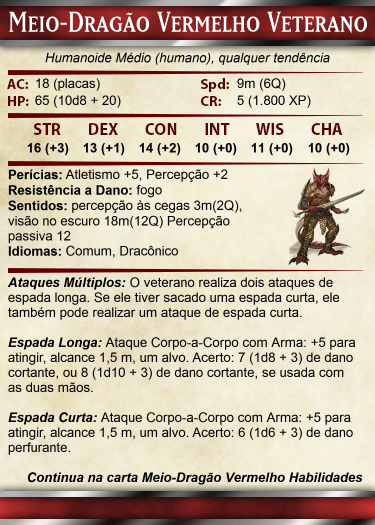 Meio-Dragão Vermelho Veterano
Humanoide Médio (humano), qualquer tendência
AC: 18 (placas) Spd: 9m (6Q)
HP: 65 (10d8 + 20) CR: 5 (1.800 XP)
STR DEX CON INT WIS CHA
16 (+3) 13 (+1) 14 (+2) 10 (+0) 11 (+0) 10 (+0)
Perícias: Atletismo +5, Percepção +2
Resistência a Dano: fogo
Sentidos: percepção às cegas 3m(2Q),
visão no escuro 18m(12Q) Percepção
passiva 12
Idiomas: Comum, Dracônico
Ataques Múltiplos: O veterano realiza dois ataques de
espada longa. Se ele tiver sacado uma espada curta, ele
também pode realizar um ataque de espada curta.
Espada Longa: Ataque Corpo-a-Corpo com Arma: +5 para
atingir, alcance 1,5 m, um alvo. Acerto: 7 (1d8 + 3) de dano
cortante, ou 8 (1d10 + 3) de dano cortante, se usada com
as duas mãos.
Espada Curta: Ataque Corpo-a-Corpo com Arma: +5 para
atingir, alcance 1,5 m, um alvo. Acerto: 6 (1d6 + 3) de dano
perfurante.
Continua na carta Meio-Dragão Vermelho Habilidades